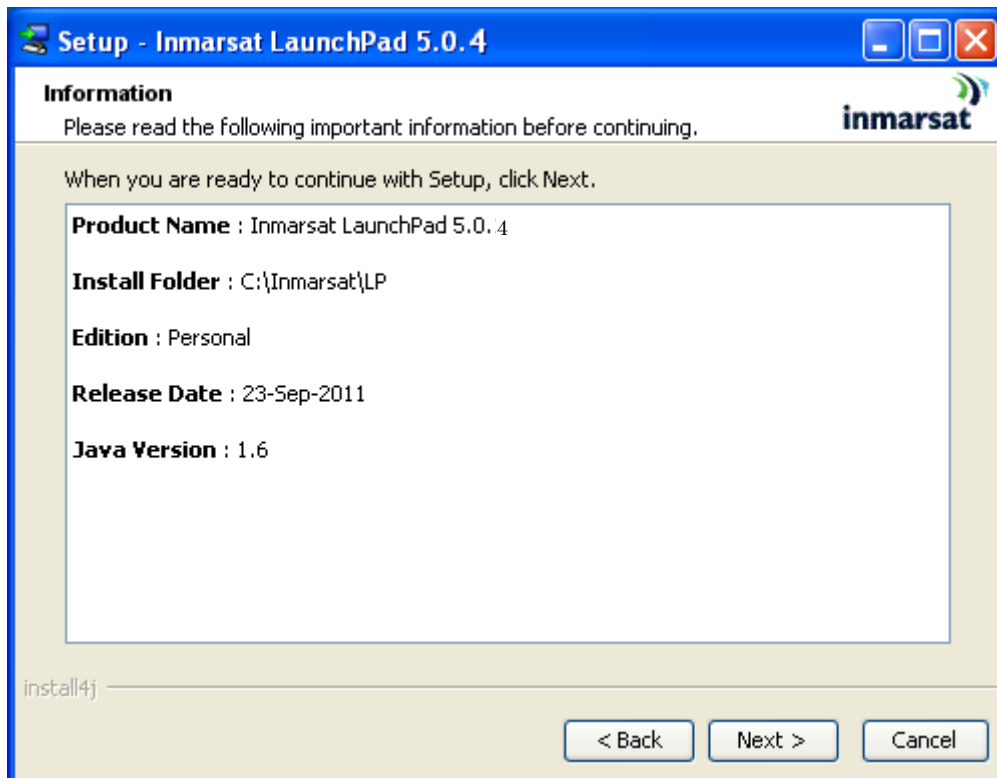 Setup - Inmarsat LaunchPad 5.0.4
Information
Please read the following important information before continuing.
inmarsat
When you are ready to continue with Setup, click Next.
Product Name : Inmarsat LaunchPad 5.0.4
Install Folder : C:\Inmarsat\LP
Edition : Personal
Release Date : 23-Sep-2011
Java Version : 1.6
install4j
< Back Next > Cancel